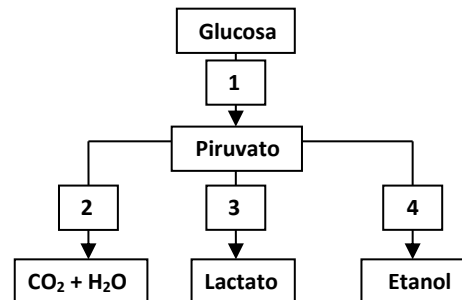 Glucosa
1
Piruvato
2 3 4
CO₂ + H₂O Lactato Etanol